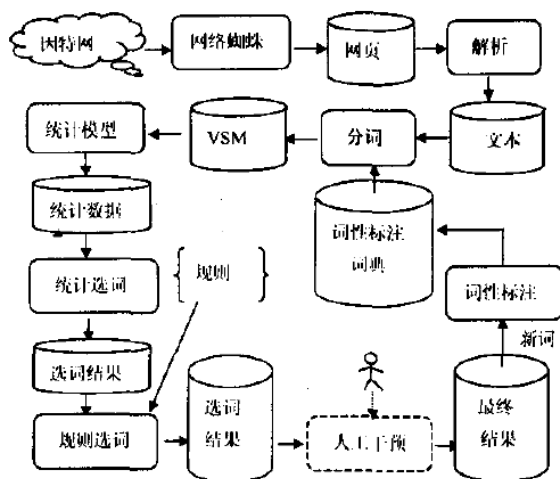 因特网
网络蜘蛛
网页
解析
统计模型
VSM
分词
文本
统计数据
词性标注
词典
统计选词
规则
词性标注
新词
选词结果
选词
结果
最终
结果
规则选词
人工干预